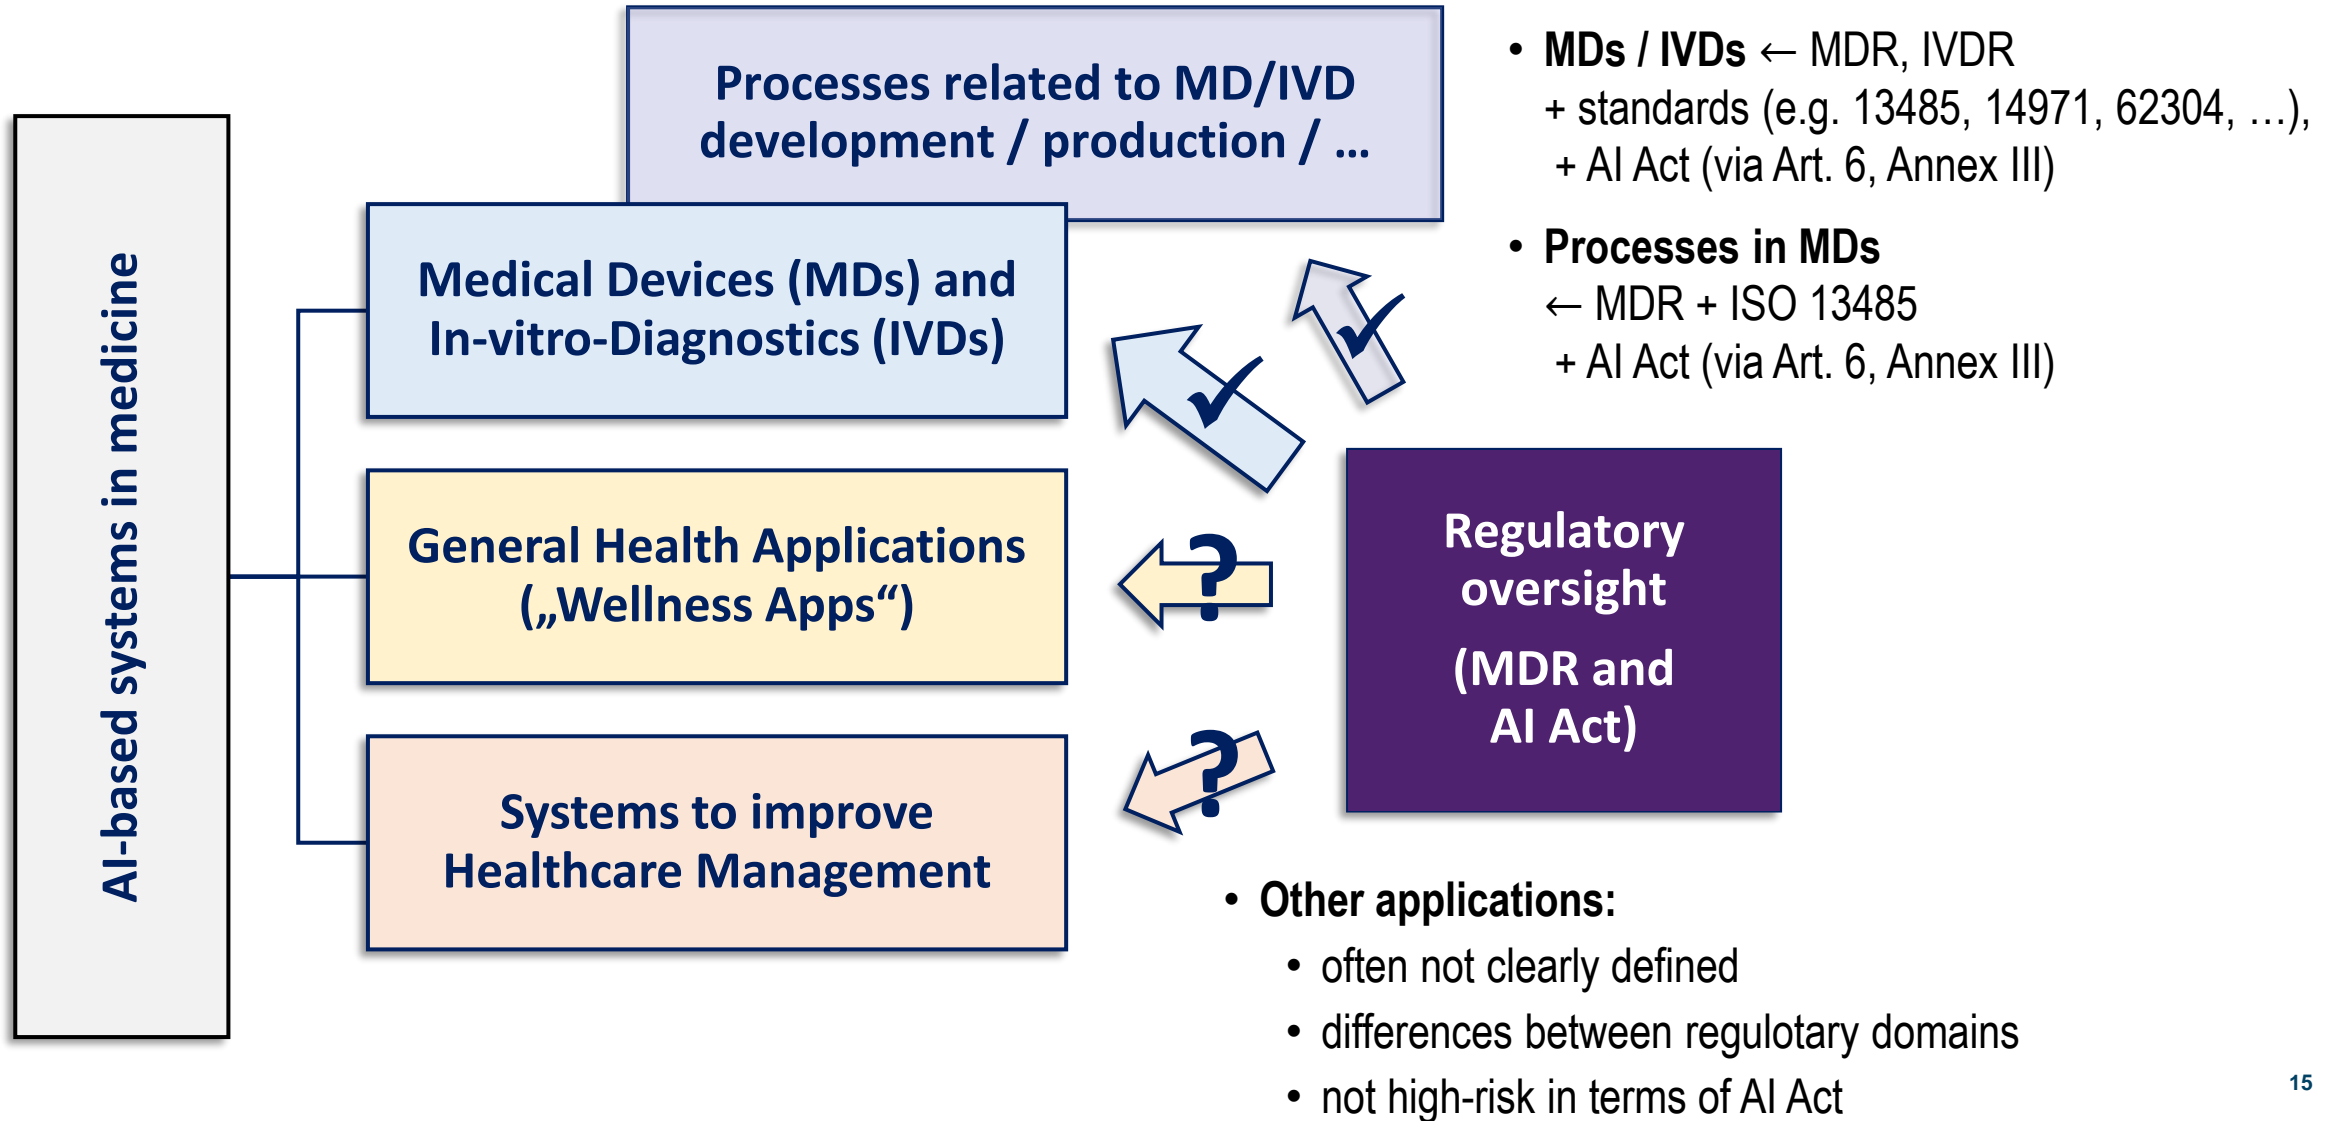 AI-based systems in medicine
Processes related to MD/IVD
development / production / ...
Medical Devices (MDs) and
In-vitro-Diagnostics (IVDs)
General Health Applications
(„Wellness Apps“)
Systems to improve
Healthcare Management
?
?
Regulatory
oversight
(MDR and
AI Act)
• MDs / IVDs ← MDR, IVDR
+ standards (e.g. 13485, 14971, 62304, …),
+ AI Act (via Art. 6, Annex III)
• Processes in MDs
← MDR + ISO 13485
+ AI Act (via Art. 6, Annex III)
• Other applications:
• often not clearly defined
• differences between regulotary domains
• not high-risk in terms of AI Act
15